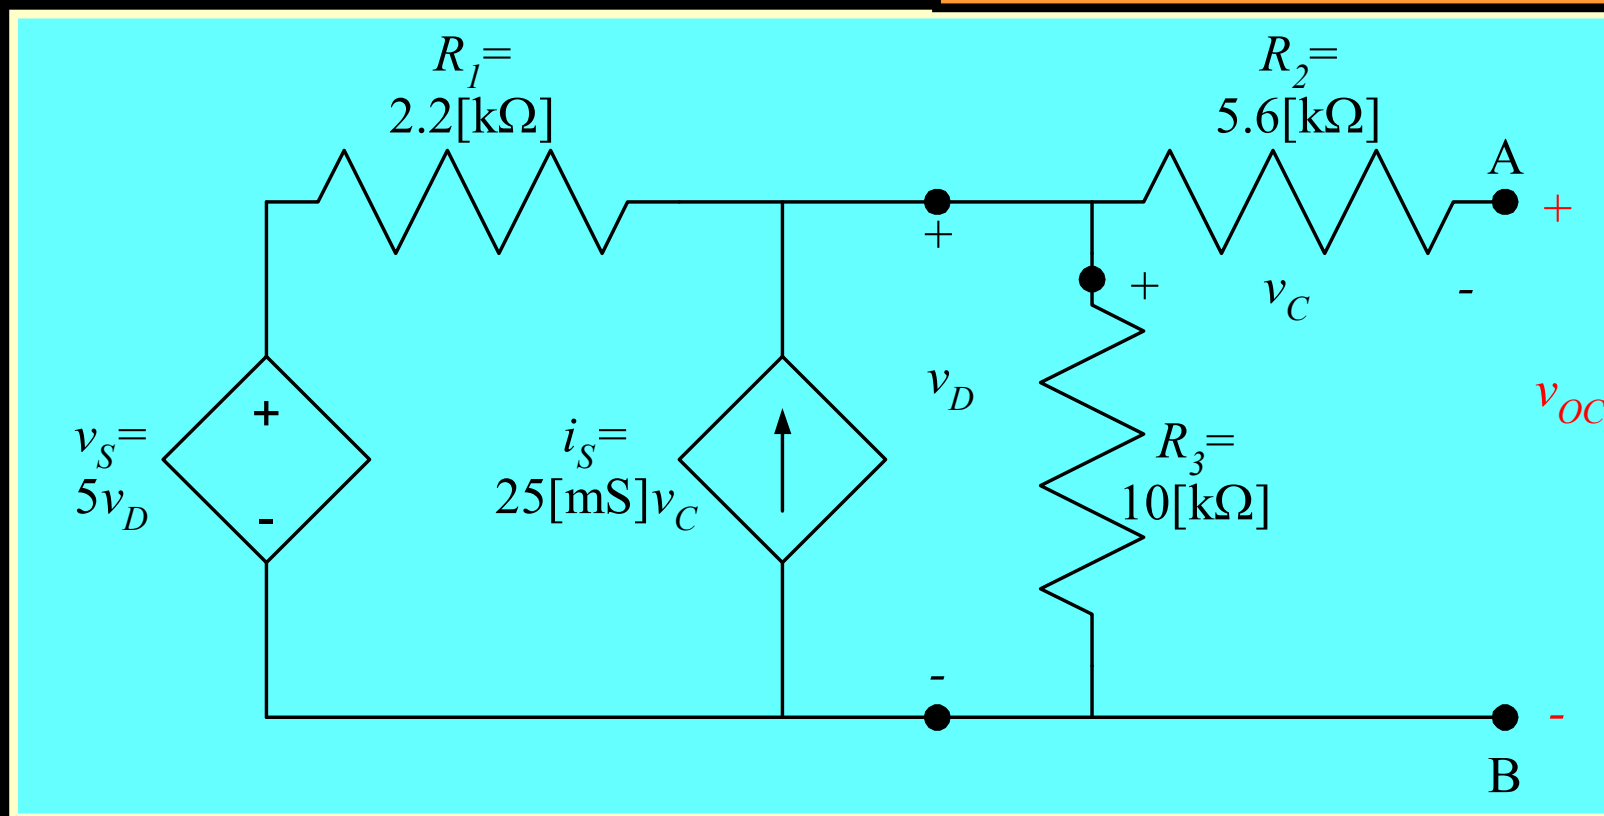 R1=
2.2[kΩ]
R2=
5.6[kΩ]
A
+
+
+
vC
-
vD
vOC
+
vS=
5vD
-
iS=
25[mS]vC
R3=
10[kΩ]
-
-
B